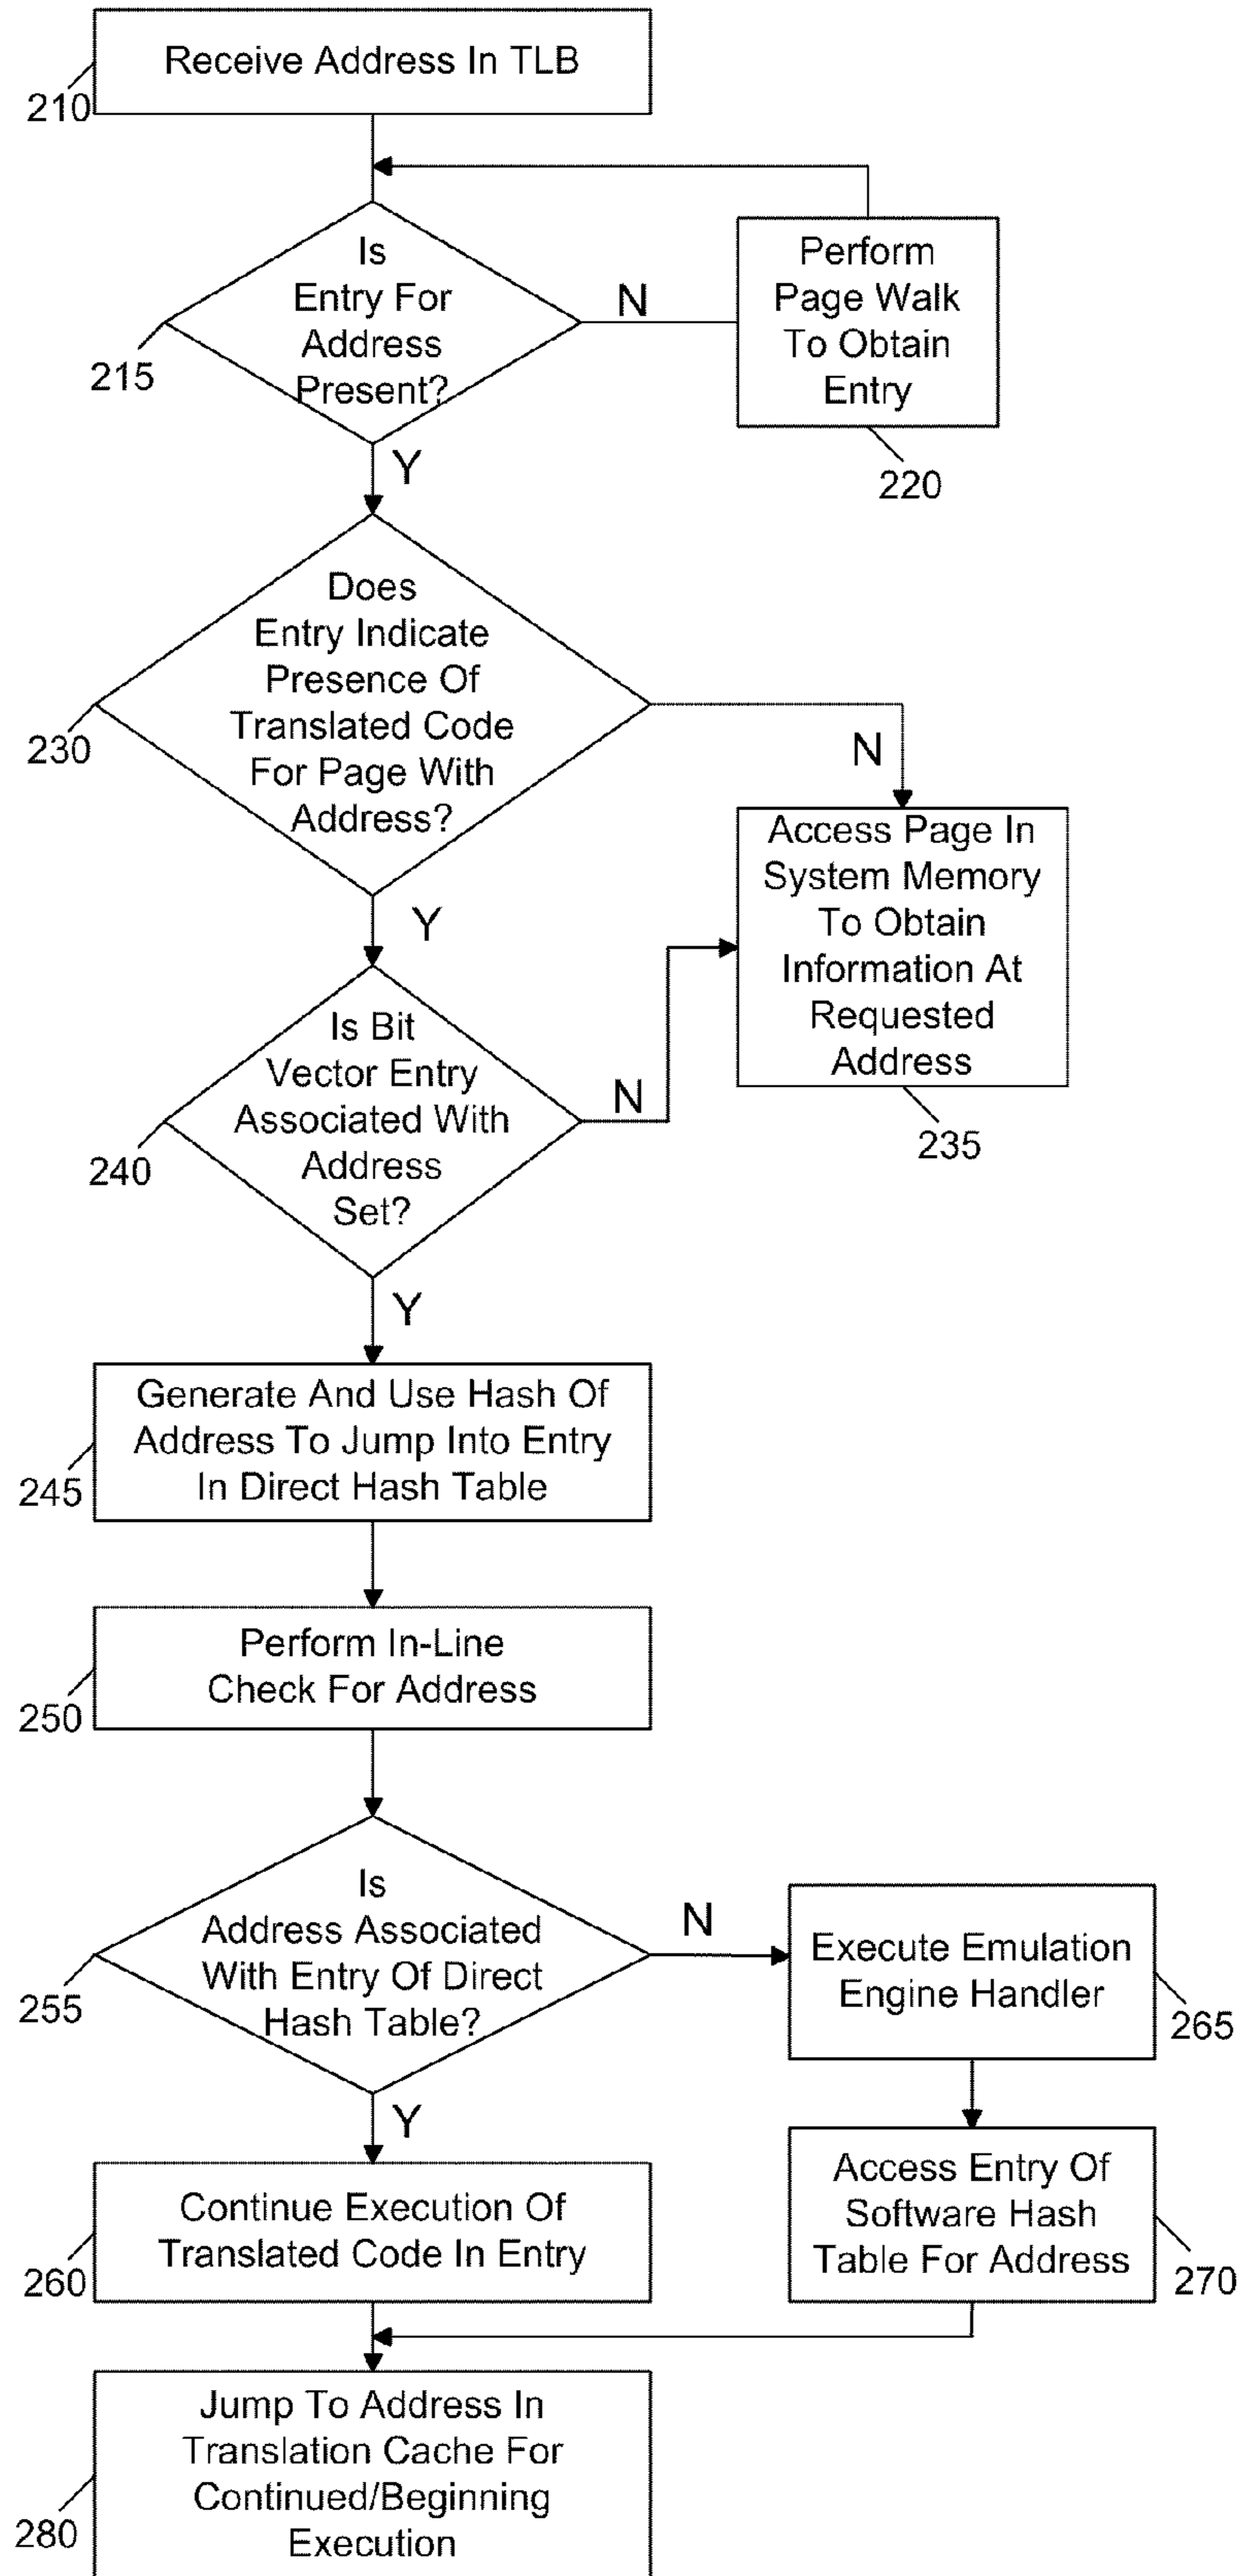 Receive Address In TLB
210
Is
Entry For
Address
Present?
215
N
Perform
Page Walk
To Obtain
Entry
220
Y
Does
Entry Indicate
Presence Of
Translated Code
For Page With
Address?
230
N
Access Page In
System Memory
To Obtain
Information At
Requested
Address
235
Y
Is Bit
Vector Entry
Associated With
Address
Set?
240
N
Y
Generate And Use Hash Of
Address To Jump Into Entry
In Direct Hash Table
245
Perform In-Line
Check For Address
250
Is
Address Associated
With Entry Of Direct
Hash Table?
255
N
Execute Emulation
Engine Handler
265
Y
Continue Execution Of
Translated Code In Entry
260
Access Entry Of
Software Hash
Table For Address
270
Jump To Address In
Translation Cache For
Continued/Beginning
Execution
280